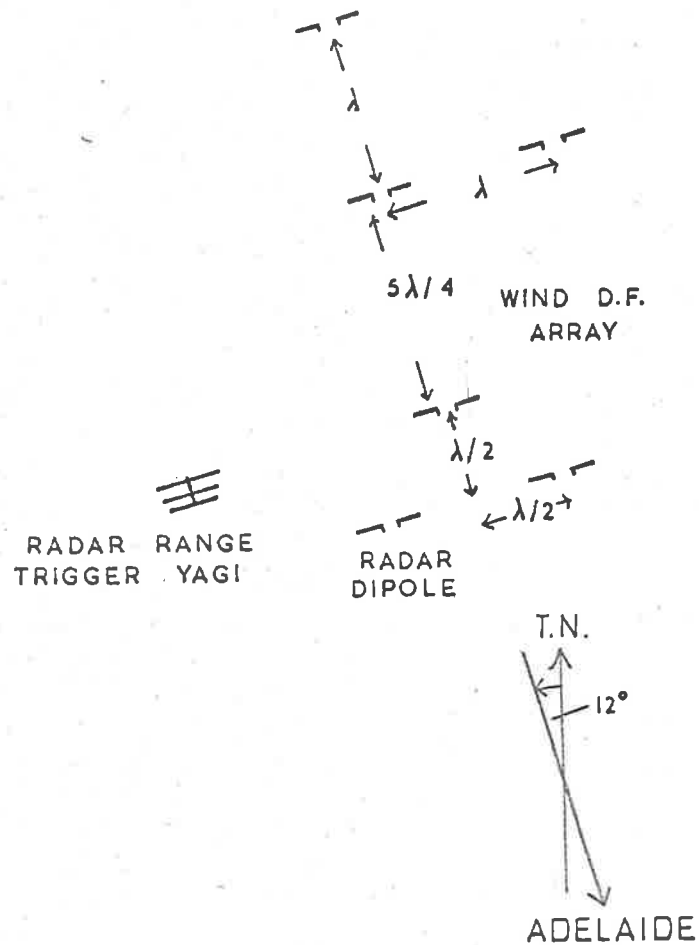 λ
λ
5λ/4
WIND D.F.
ARRAY
λ/2
λ/2
RADAR RANGE
TRIGGER YAGI
RADAR
DIPOLE
T.N.
12°
ADELAIDE